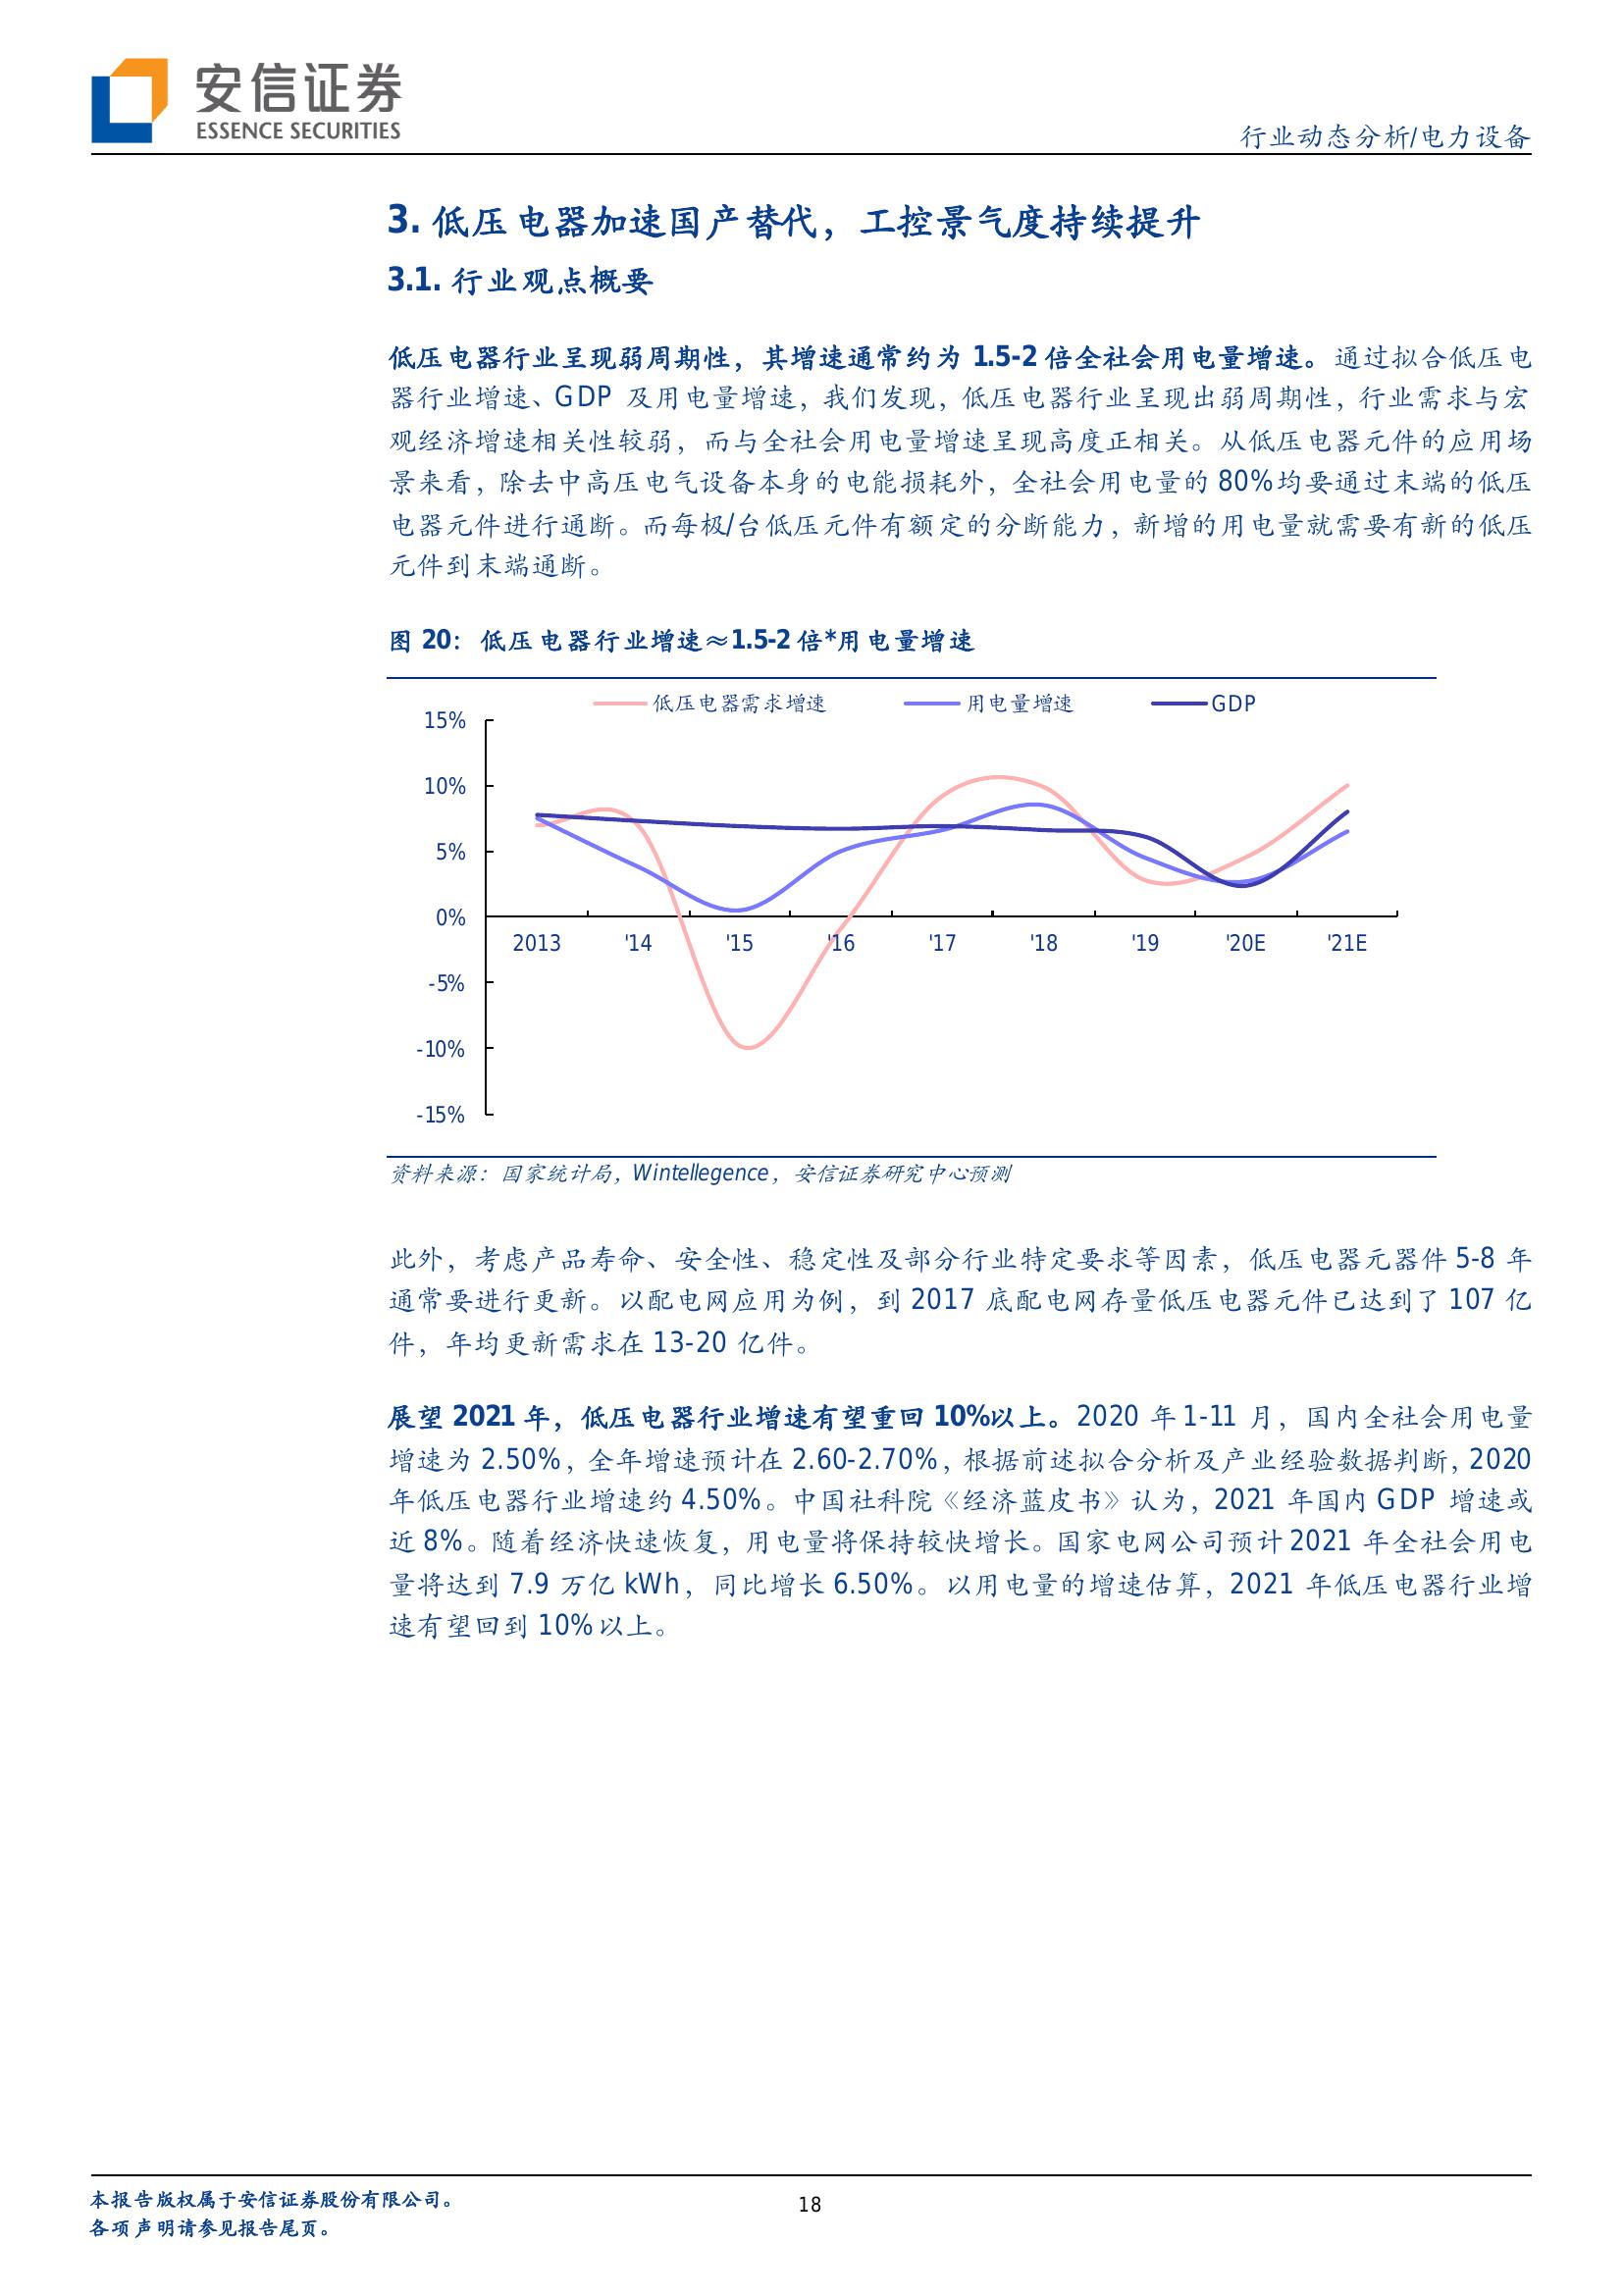 安信证券
ESSENCE SECURITIES
行业动态分析/电力设备
3. 低压电器加速国产替代，工控景气度持续提升
3.1. 行业观点概要
低压电器行业呈现弱周期性，其增速通常约为 1.5-2 倍全社会用电量增速。通过拟合低压电
器行业增速、GDP 及用电量增速，我们发现，低压电器行业呈现出弱周期性，行业需求与宏
观经济增速相关性较弱，而与全社会用电量增速呈现高度正相关。从低压电器元件的应用场
景来看，除去中高压电气设备本身的电能损耗外，全社会用电量的 80%均要通过末端的低压
电器元件进行通断。而每极/台低压元件有额定的分断能力，新增的用电量就需要有新的低压
元件到末端通断。
图 20：低压电器行业增速≈1.5-2 倍*用电量增速
低压电器需求增速 用电量增速 GDP
15%
10%
5%
0%
2013 '14 '15 '16 '17 '18 '19 '20E '21E
-5%
-10%
-15%
资料来源：国家统计局，Wintellegence，安信证券研究中心预测
此外，考虑产品寿命、安全性、稳定性及部分行业特定要求等因素，低压电器元器件 5-8 年
通常要进行更新。以配电网应用为例，到 2017 底配电网存量低压电器元件已达到了 107 亿
件，年均更新需求在 13-20 亿件。
展望 2021 年，低压电器行业增速有望重回 10%以上。2020 年 1-11 月，国内全社会用电量
增速为 2.50%，全年增速预计在 2.60-2.70%，根据前述拟合分析及产业经验数据判断，2020
年低压电器行业增速约 4.50%。中国社科院《经济蓝皮书》认为，2021 年国内 GDP 增速或
近 8%。随着经济快速恢复，用电量将保持较快增长。国家电网公司预计 2021 年全社会用电
量将达到 7.9 万亿 kWh，同比增长 6.50%。以用电量的增速估算，2021 年低压电器行业增
速有望回到 10%以上。
本报告版权属于安信证券股份有限公司。
18
各项声明请参见报告尾页。